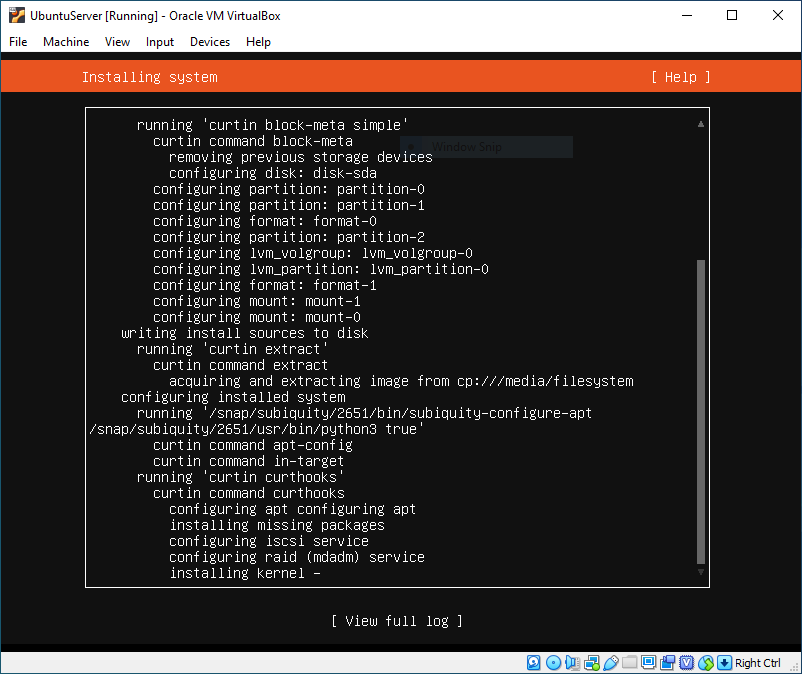 UbuntuServer [Running] - Oracle VM VirtualBox
File Machine View Input Devices Help
Installing system [ Help ]
running 'curtin block-meta simple'
curtin command block-meta
Window Snip
removing previous storage devices
configuring disk: disk-sda
configuring partition: partition-0
configuring partition: partition-1
configuring format: format-0
configuring partition: partition-2
configuring lvm_volgroup: lvm_volgroup-0
configuring lvm_partition: lvm_partition-0
configuring format: format-1
configuring mount: mount-1
configuring mount: mount-0
writing install sources to disk
running 'curtin extract'
curtin command extract
acquiring and extracting image from cp:///media/filesystem
configuring installed system
running '/snap/subiquity/2651/bin/subiquity-configure-apt
/snap/subiquity/2651/usr/bin/python3 true'
curtin command apt-config
curtin command in-target
running 'curtin curthooks'
curtin command curthooks
configuring apt configuring apt
installing missing packages
configuring iscsi service
configuring raid (mdadm) service
installing kernel -
[ View full log ]
Right Ctrl